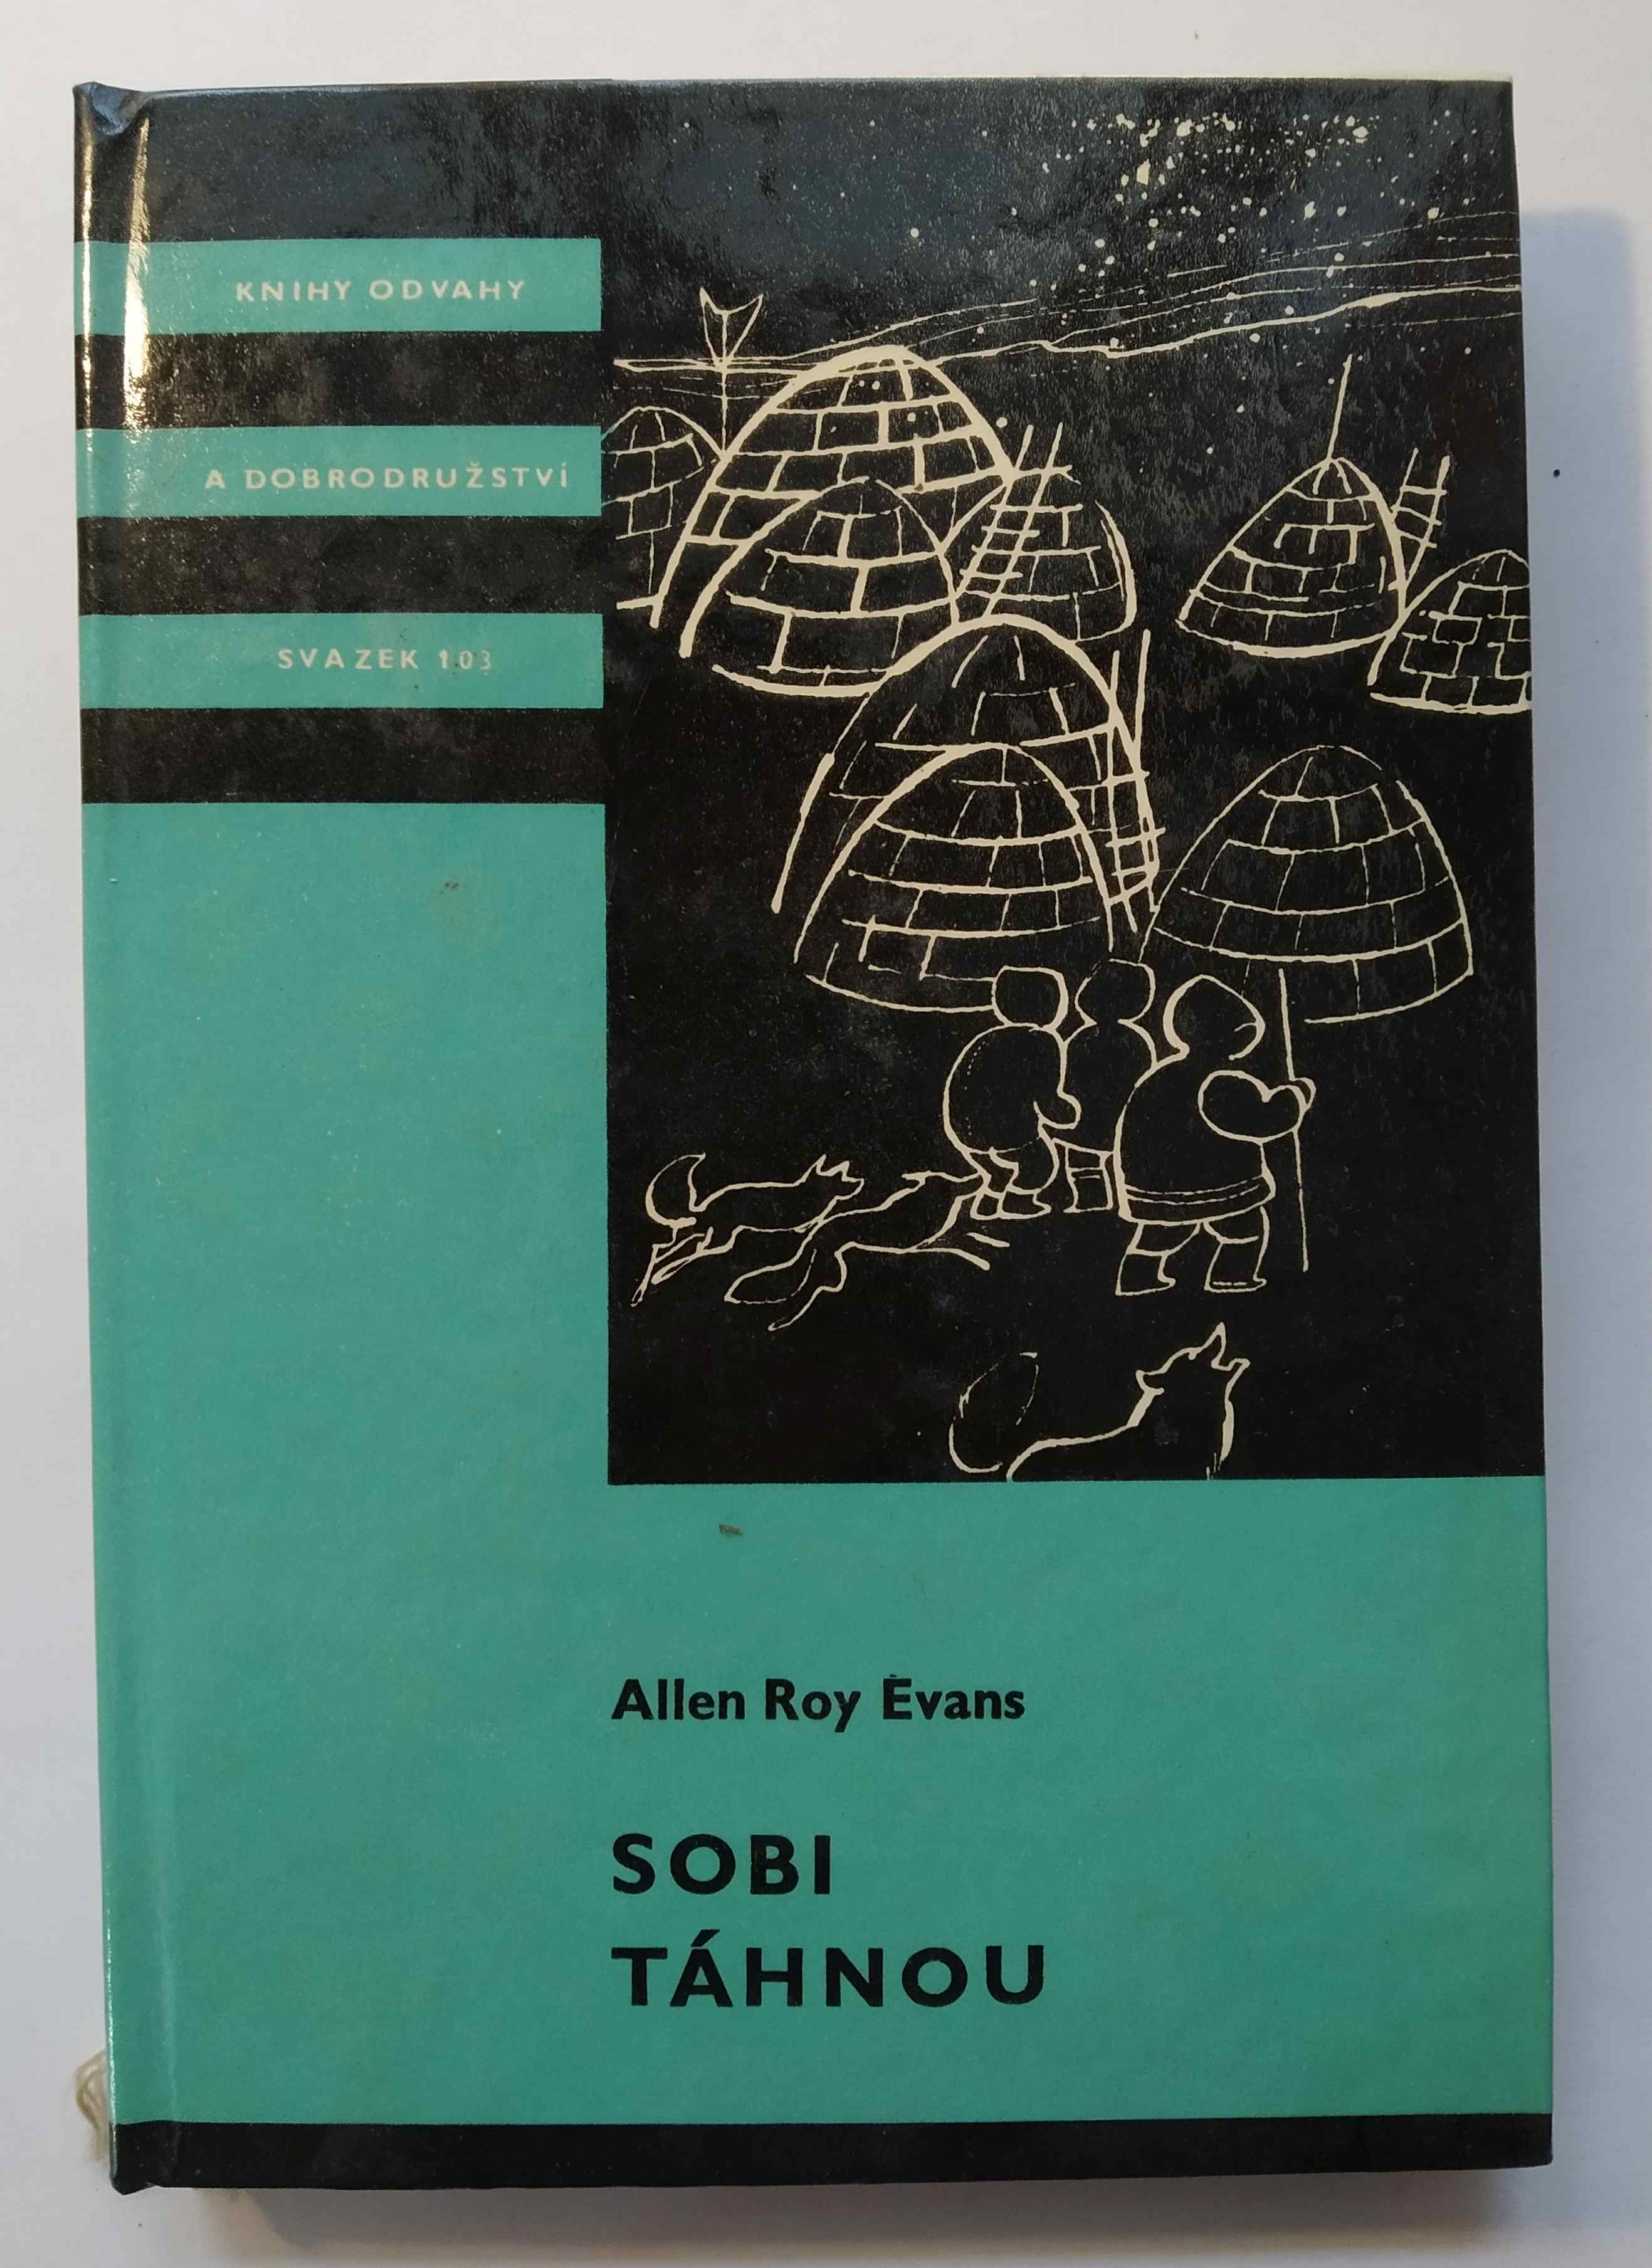 KNIHY ODVAHY
A DOBRODRUŽSTVÍ
SVAZEK 103
Allen Roy Evans
SOBI
TÁHNOU